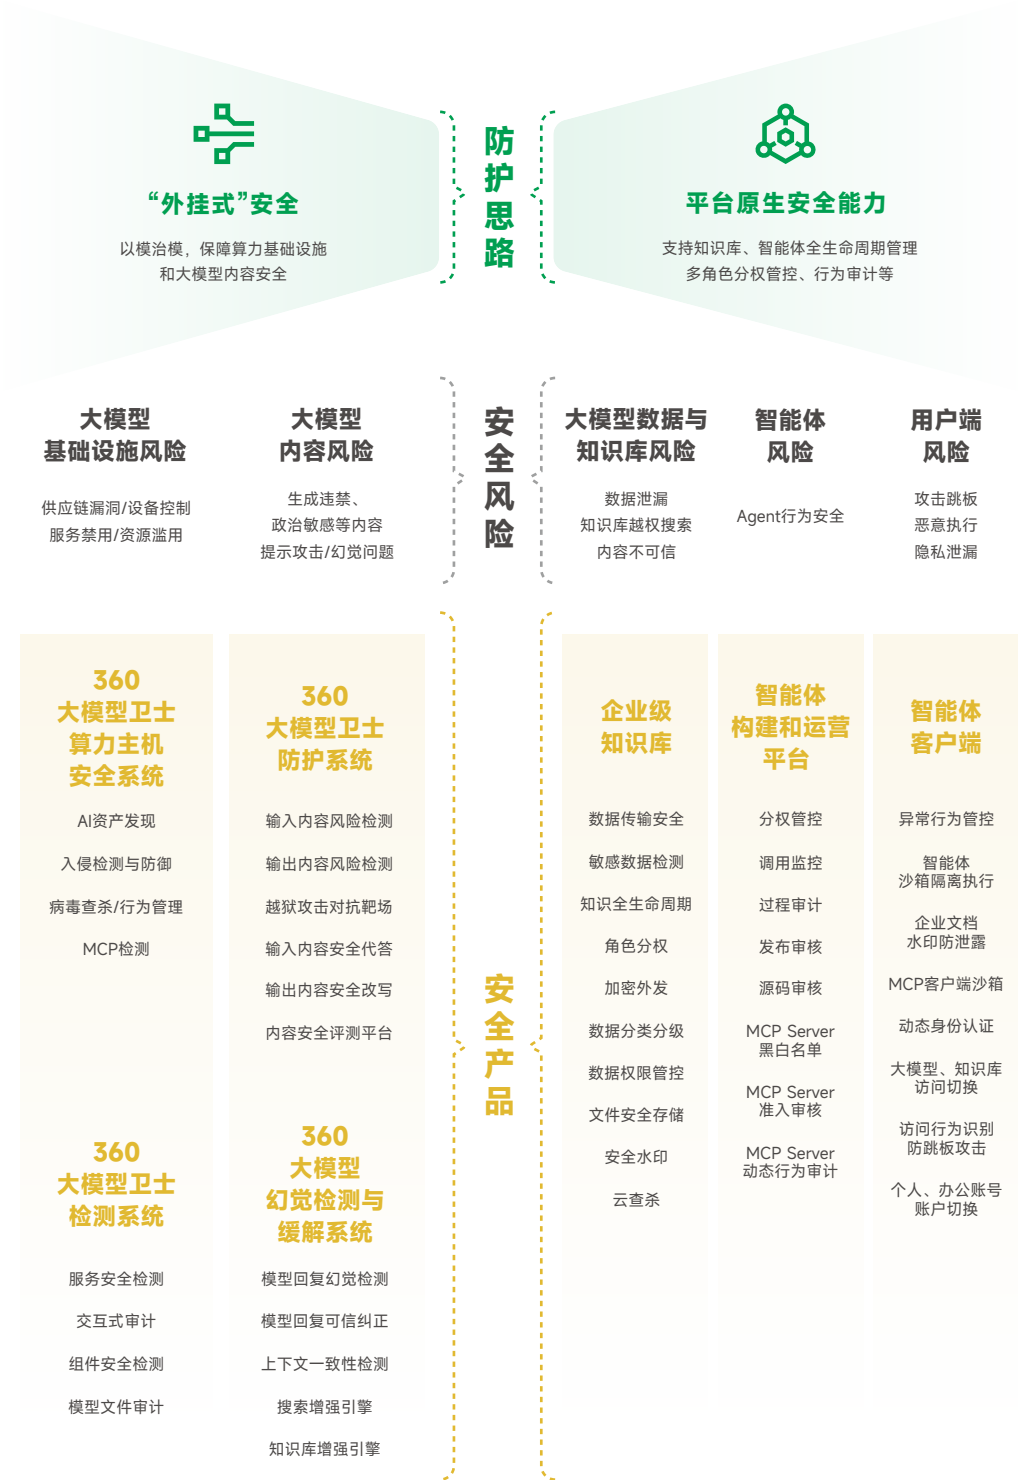 防护思路
“外挂式”安全
以模治模，保障算力基础设施
和大模型内容安全
平台原生安全能力
支持知识库、智能体全生命周期管理
多角色分权管控、行为审计等
安全风险
大模型
基础设施风险
供应链漏洞/设备控制
服务禁用/资源滥用
大模型
内容风险
生成违禁、
政治敏感等内容
提示攻击/幻觉问题
大模型数据与
知识库风险
数据泄漏
知识库越权搜索
内容不可信
智能体
风险
Agent行为安全
用户端
风险
攻击跳板
恶意执行
隐私泄漏
安全产品
360
大模型卫士
算力主机
安全系统
AI资产发现
入侵检测与防御
病毒查杀/行为管理
MCP检测
360
大模型卫士
检测系统
服务安全检测
交互式审计
组件安全检测
模型文件审计
360
大模型卫士
防护系统
输入内容风险检测
输出内容风险检测
越狱攻击对抗靶场
输入内容安全代答
输出内容安全改写
内容安全评测平台
360
大模型
幻觉检测与
缓解系统
模型回复幻觉检测
模型回复可信纠正
上下文一致性检测
搜索增强引擎
知识库增强引擎
企业级
知识库
数据传输安全
敏感数据检测
知识全生命周期
角色分权
加密外发
数据分类分级
数据权限管控
文件安全存储
安全水印
云查杀
智能体
构建和运营
平台
分权管控
调用监控
过程审计
发布审核
源码审核
MCP Server
黑白名单
MCP Server
准入审核
MCP Server
动态行为审计
智能体
客户端
异常行为管控
智能体
沙箱隔离执行
企业文档
水印防泄露
MCP客户端沙箱
动态身份认证
大模型、知识库
访问切换
访问行为识别
防跳板攻击
个人、办公账号
账户切换